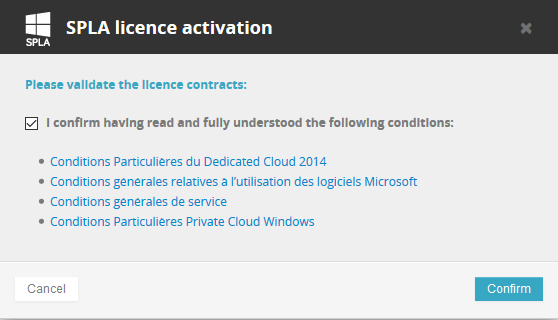 SPLA
SPLA licence activation
Please validate the licence contracts:
I confirm having read and fully understood the following conditions:
Conditions Particulières du Dedicated Cloud 2014
Conditions générales relatives à l'utilisation des logiciels Microsoft
Conditions générales de service
Conditions Particulières Private Cloud Windows
Cancel
Confirm